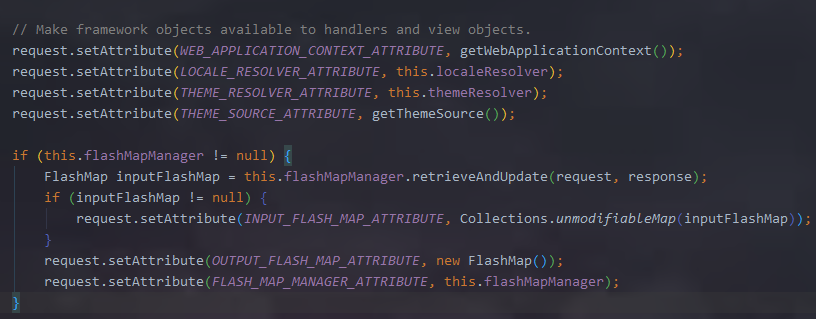 // Make framework objects available to handlers and view objects.
request.setAttribute(WEB_APPLICATION_CONTEXT_ATTRIBUTE, getWebApplicationContext());
request.setAttribute(LOCALE_RESOLVER_ATTRIBUTE, this.localeResolver);
request.setAttribute(THEME_RESOLVER_ATTRIBUTE, this.themeResolver);
request.setAttribute(THEME_SOURCE_ATTRIBUTE, getThemeSource());

if (this.flashMapManager != null) {
    FlashMap inputFlashMap = this.flashMapManager.retrieveAndUpdate(request, response);
    if (inputFlashMap != null) {
        request.setAttribute(INPUT_FLASH_MAP_ATTRIBUTE, Collections.unmodifiableMap(inputFlashMap));
    }
    request.setAttribute(OUTPUT_FLASH_MAP_ATTRIBUTE, new FlashMap());
    request.setAttribute(FLASH_MAP_MANAGER_ATTRIBUTE, this.flashMapManager);
}